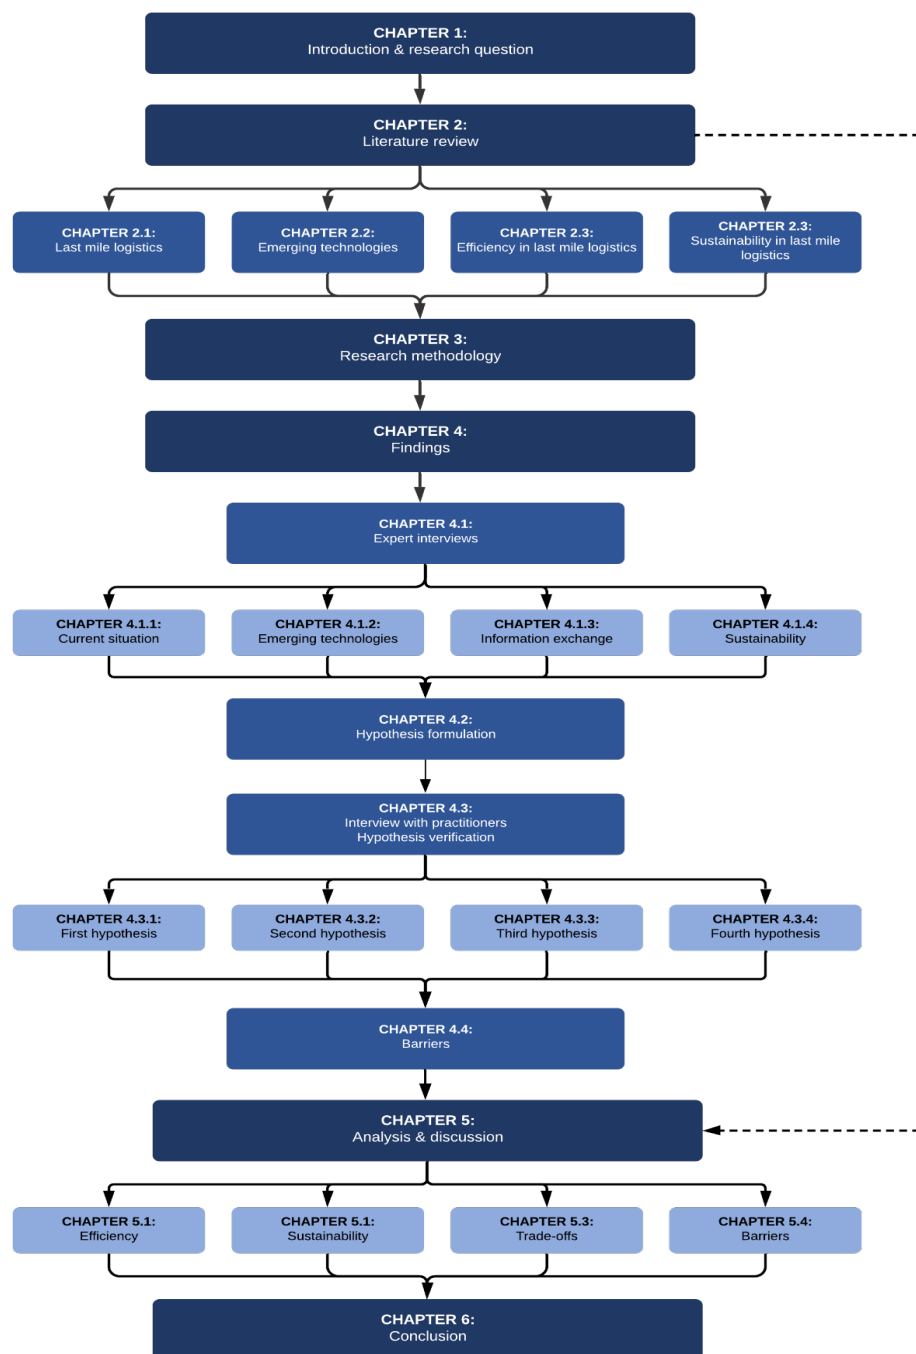 CHAPTER 1:
Introduction & research question
CHAPTER 2:
Literature review
CHAPTER 2.1:
Last mile logistics
CHAPTER 2.2:
Emerging technologies
CHAPTER 2.3:
Efficiency in last mile logistics
CHAPTER 2.3:
Sustainability in last mile
logistics
CHAPTER 3:
Research methodology
CHAPTER 4:
Findings
CHAPTER 4.1:
Expert interviews
CHAPTER 4.1.1:
Current situation
CHAPTER 4.1.2:
Emerging technologies
CHAPTER 4.1.3:
Information exchange
CHAPTER 4.1.4:
Sustainability
CHAPTER 4.2:
Hypothesis formulation
CHAPTER 4.3:
Interview with practitioners
Hypothesis verification
CHAPTER 4.3.1:
First hypothesis
CHAPTER 4.3.2:
Second hypothesis
CHAPTER 4.3.3:
Third hypothesis
CHAPTER 4.3.4:
Fourth hypothesis
CHAPTER 4.4:
Barriers
CHAPTER 5:
Analysis & discussion
CHAPTER 5.1:
Efficiency
CHAPTER 5.1:
Sustainability
CHAPTER 5.3:
Trade-offs
CHAPTER 5.4:
Barriers
CHAPTER 6:
Conclusion